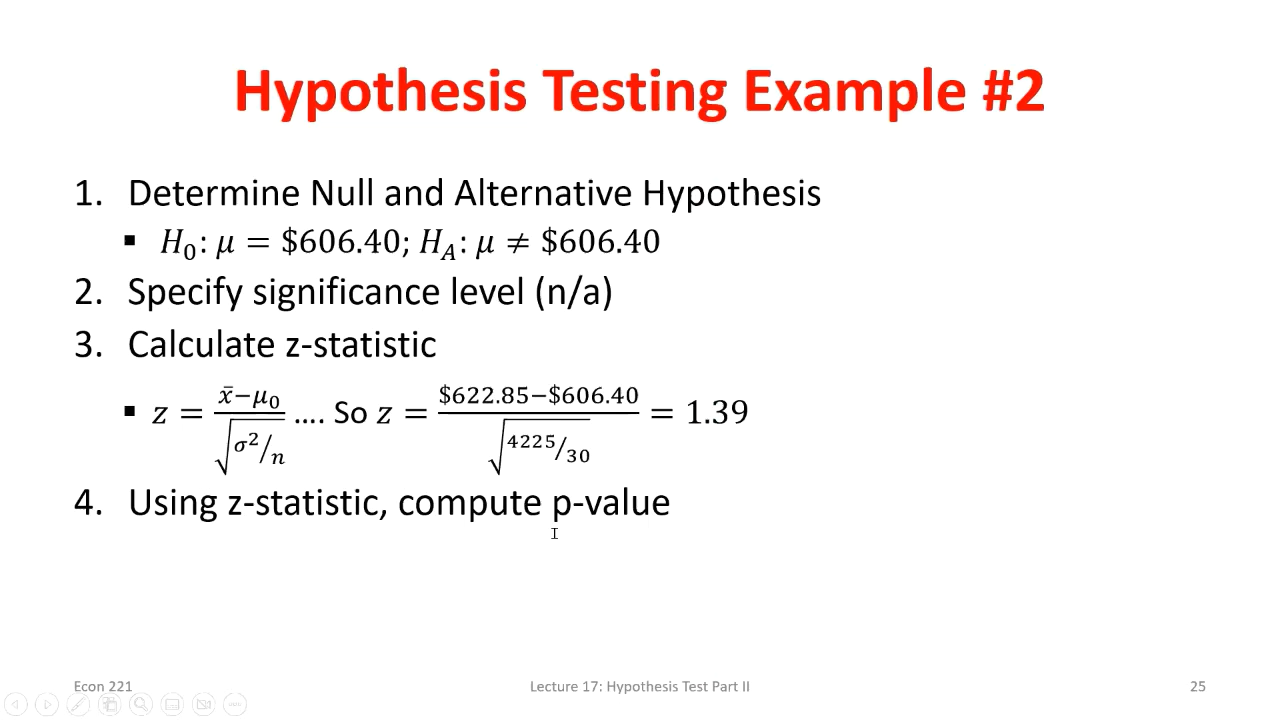 Hypothesis Testing Example #2
1. Determine Null and Alternative Hypothesis
▪ H₀: μ = $606.40; H_A: μ ≠ $606.40
2. Specify significance level (n/a)
3. Calculate z-statistic
▪ z = (x̄−μ₀)/√(σ²/n) .... So z = ($622.85−$606.40)/√(4225/30) = 1.39
4. Using z-statistic, compute p-value
Econ 221 Lecture 17: Hypothesis Test Part II 25